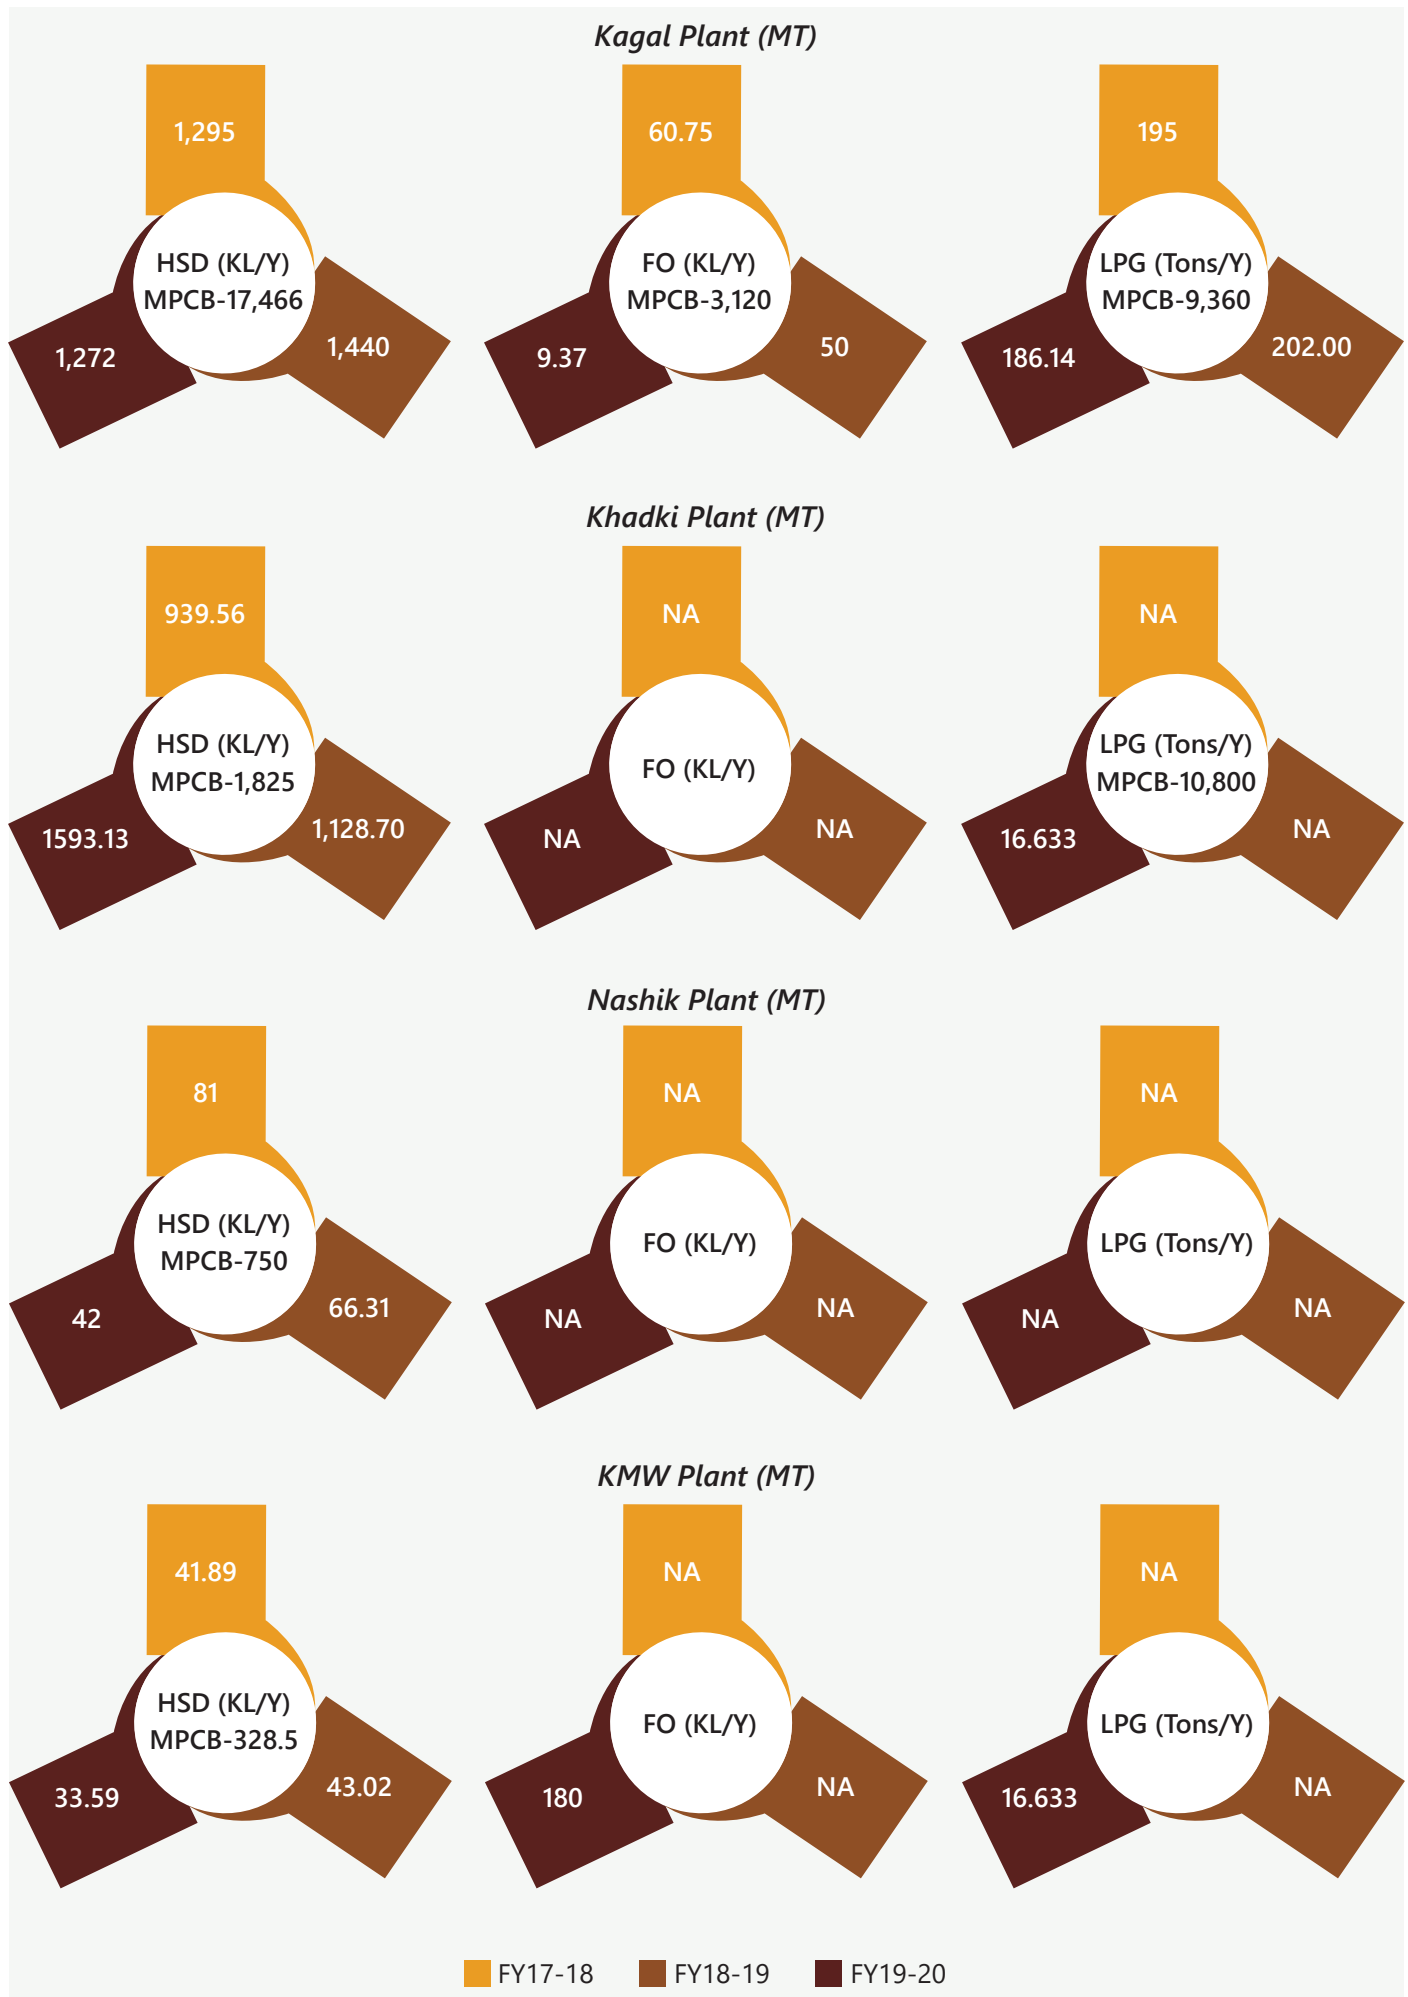 Kagal Plant (MT)
1,295
HSD (KL/Y)
MPCB-17,466
1,272
1,440
60.75
FO (KL/Y)
MPCB-3,120
9.37
50
195
LPG (Tons/Y)
MPCB-9,360
186.14
202.00
Khadki Plant (MT)
939.56
HSD (KL/Y)
MPCB-1,825
1593.13
1,128.70
NA
FO (KL/Y)
NA
NA
NA
LPG (Tons/Y)
MPCB-10,800
16.633
NA
Nashik Plant (MT)
81
HSD (KL/Y)
MPCB-750
42
66.31
NA
FO (KL/Y)
NA
NA
NA
LPG (Tons/Y)
NA
NA
KMW Plant (MT)
41.89
HSD (KL/Y)
MPCB-328.5
33.59
43.02
NA
FO (KL/Y)
180
NA
NA
LPG (Tons/Y)
16.633
NA
FY17-18
FY18-19
FY19-20